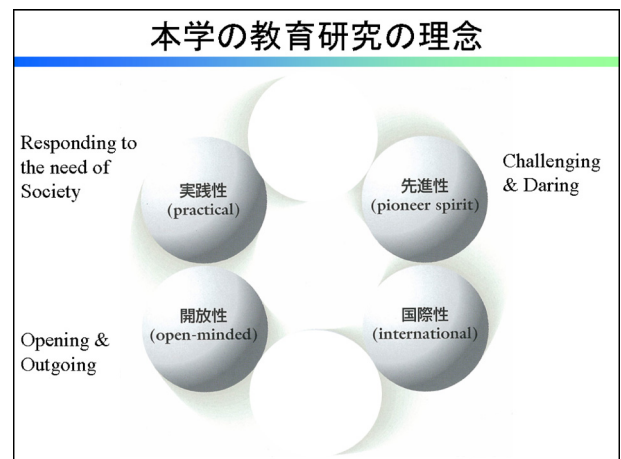 本学の教育研究の理念
Responding to
the need of
Society
実践性
(practical)
先進性
(pioneer spirit)
Challenging
& Daring
開放性
(open-minded)
国際性
(international)
Opening &
Outgoing